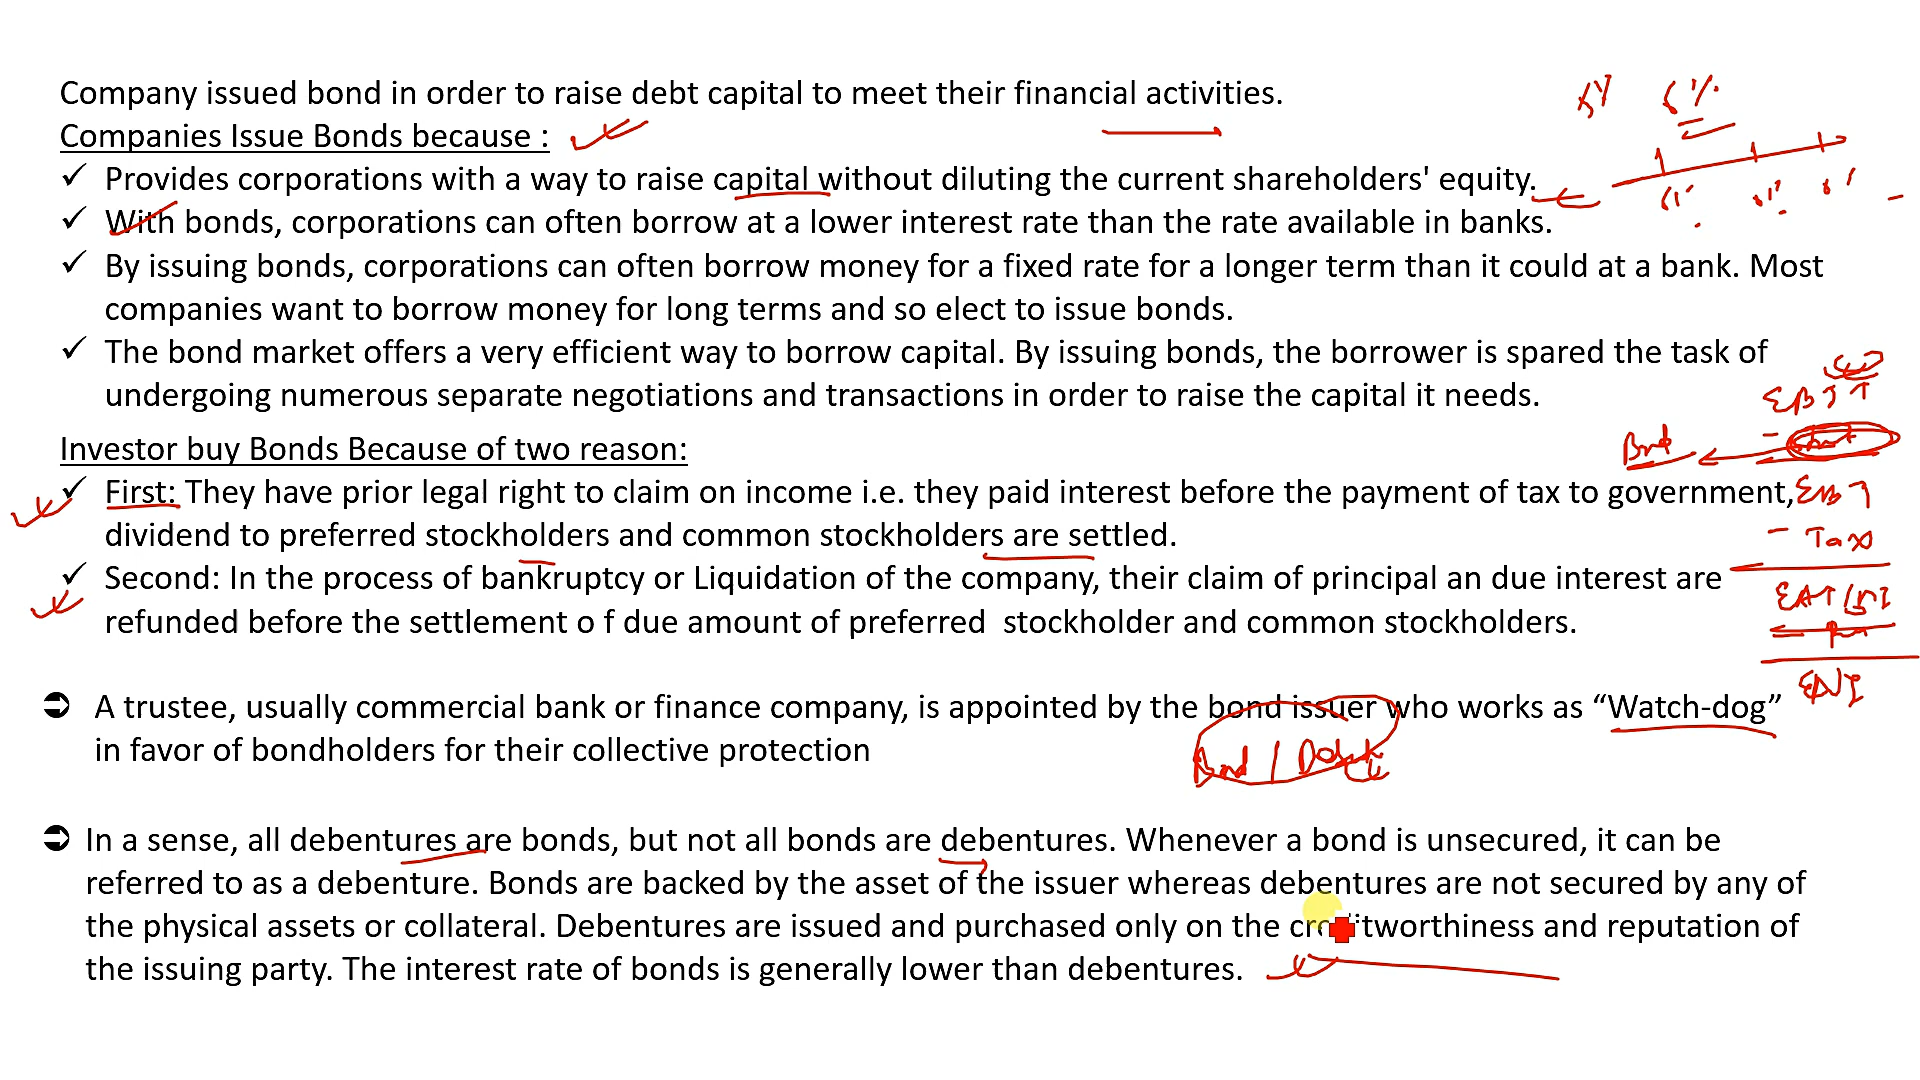 Company issued bond in order to raise debt capital to meet their financial activities.
5Y 6%
Companies Issue Bonds because :
✓ Provides corporations with a way to raise capital without diluting the current shareholders' equity.
✓ With bonds, corporations can often borrow at a lower interest rate than the rate available in banks.
✓ By issuing bonds, corporations can often borrow money for a fixed rate for a longer term than it could at a bank. Most
companies want to borrow money for long terms and so elect to issue bonds.
✓ The bond market offers a very efficient way to borrow capital. By issuing bonds, the borrower is spared the task of
undergoing numerous separate negotiations and transactions in order to raise the capital it needs.
EBIT
Investor buy Bonds Because of two reason:
Bond
✓ First: They have prior legal right to claim on income i.e. they paid interest before the payment of tax to government,
EBT
dividend to preferred stockholders and common stockholders are settled.
- Tax
✓ Second: In the process of bankruptcy or Liquidation of the company, their claim of principal an due interest are
EAT/NI
refunded before the settlement o f due amount of preferred  stockholder and common stockholders.
➲ A trustee, usually commercial bank or finance company, is appointed by the bond issuer who works as “Watch-dog”
in favor of bondholders for their collective protection
Bond /
➲ In a sense, all debentures are bonds, but not all bonds are debentures. Whenever a bond is unsecured, it can be
referred to as a debenture. Bonds are backed by the asset of the issuer whereas debentures are not secured by any of
the physical assets or collateral. Debentures are issued and purchased only on the creditworthiness and reputation of
the issuing party. The interest rate of bonds is generally lower than debentures.